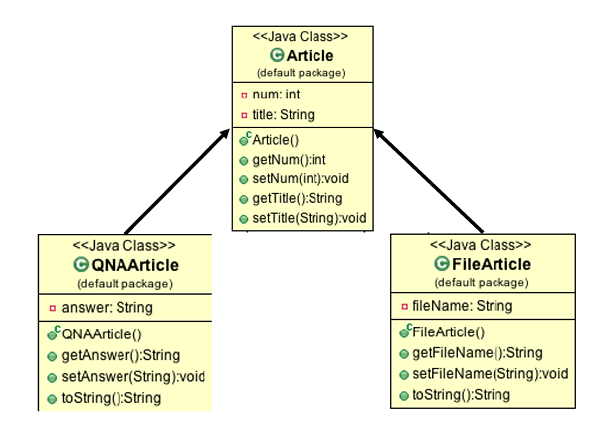 <<Java Class>>
Article
(default package)
num: int
title: String
Article()
getNum():int
setNum(int):void
getTitle():String
setTitle(String):void
<<Java Class>>
QNAArticle
(default package)
answer: String
QNAArticle()
getAnswer():String
setAnswer(String):void
toString():String
<<Java Class>>
FileArticle
(default package)
fileName: String
FileArticle()
getFileName():String
setFileName(String):void
toString():String